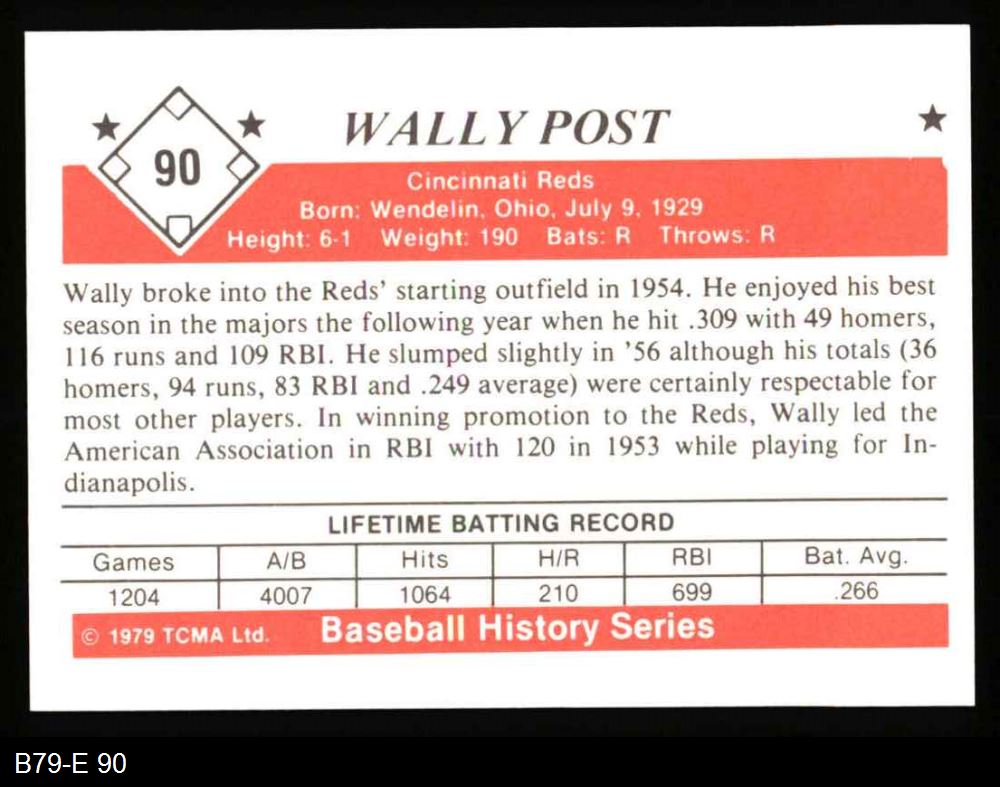 90
WALLY POST
Cincinnati Reds
Born: Wendelin, Ohio, July 9, 1929
Height: 6-1 Weight: 190 Bats: R Throws: R
Wally broke into the Reds' starting outfield in 1954. He enjoyed his best
season in the majors the following year when he hit .309 with 49 homers,
116 runs and 109 RBI. He slumped slightly in '56 although his totals (36
homers, 94 runs, 83 RBI and .249 average) were certainly respectable for
most other players. In winning promotion to the Reds, Wally led the
American Association in RBI with 120 in 1953 while playing for In-
dianapolis.
LIFETIME BATTING RECORD
Games A/B Hits H/R RBI Bat. Avg.
1204 4007 1064 210 699 .266
© 1979 TCMA Ltd. Baseball History Series
B79-E 90